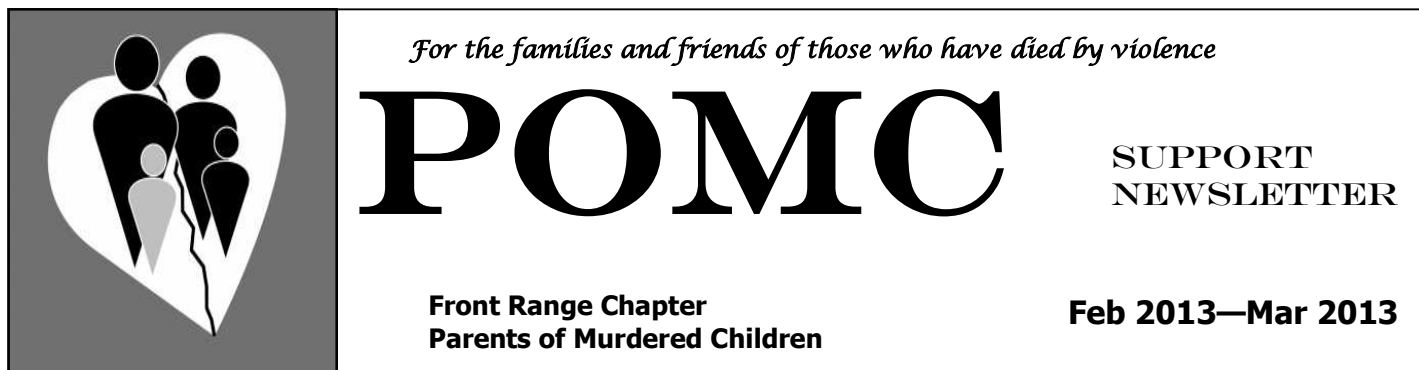 For the families and friends of those who have died by violence
POMC
SUPPORT
NEWSLETTER
Front Range Chapter
Parents of Murdered Children
Feb 2013—Mar 2013